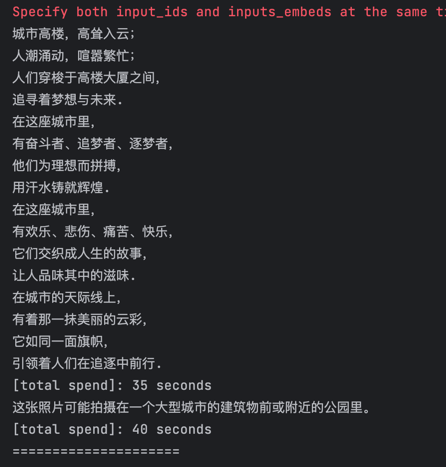 Specify both input_ids and inputs_embeds at the same ti
城市高楼，高耸入云；
人潮涌动，喧嚣繁忙；
人们穿梭于高楼大厦之间，
追寻着梦想与未来．
在这座城市里，
有奋斗者、追梦者、逐梦者，
他们为理想而拼搏，
用汗水铸就辉煌．
在这座城市里，
有欢乐、悲伤、痛苦、快乐，
它们交织成人生的故事，
让人品味其中的滋味．
在城市的天际线上，
有着那一抹美丽的云彩，
它如同一面旗帜，
引领着人们在追逐中前行．
[total spend]: 35 seconds
这张照片可能拍摄在一个大型城市的建筑物前或附近的公园里。
[total spend]: 40 seconds
=====================